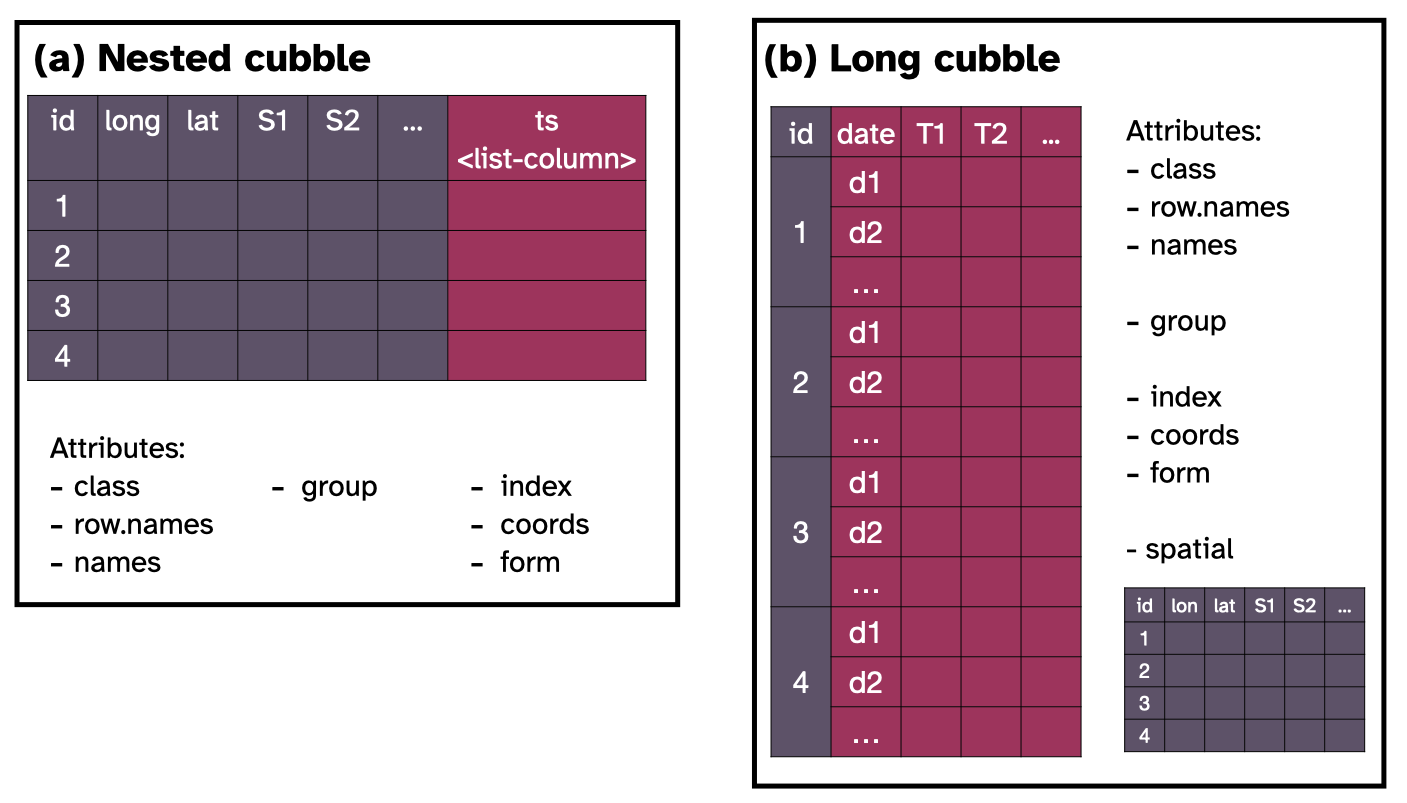 (a) Nested cubble
id long lat S1 S2 ... ts
<list-column>
1
2
3
4
Attributes:
- class - group - index
- row.names - coords
- names - form
(b) Long cubble
id date T1 T2 ...
1
d1
d2
...
2
d1
d2
...
3
d1
d2
...
4
d1
d2
...
Attributes:
- class
- row.names
- names
- group
- index
- coords
- form
- spatial
id lon lat S1 S2 ...
1
2
3
4